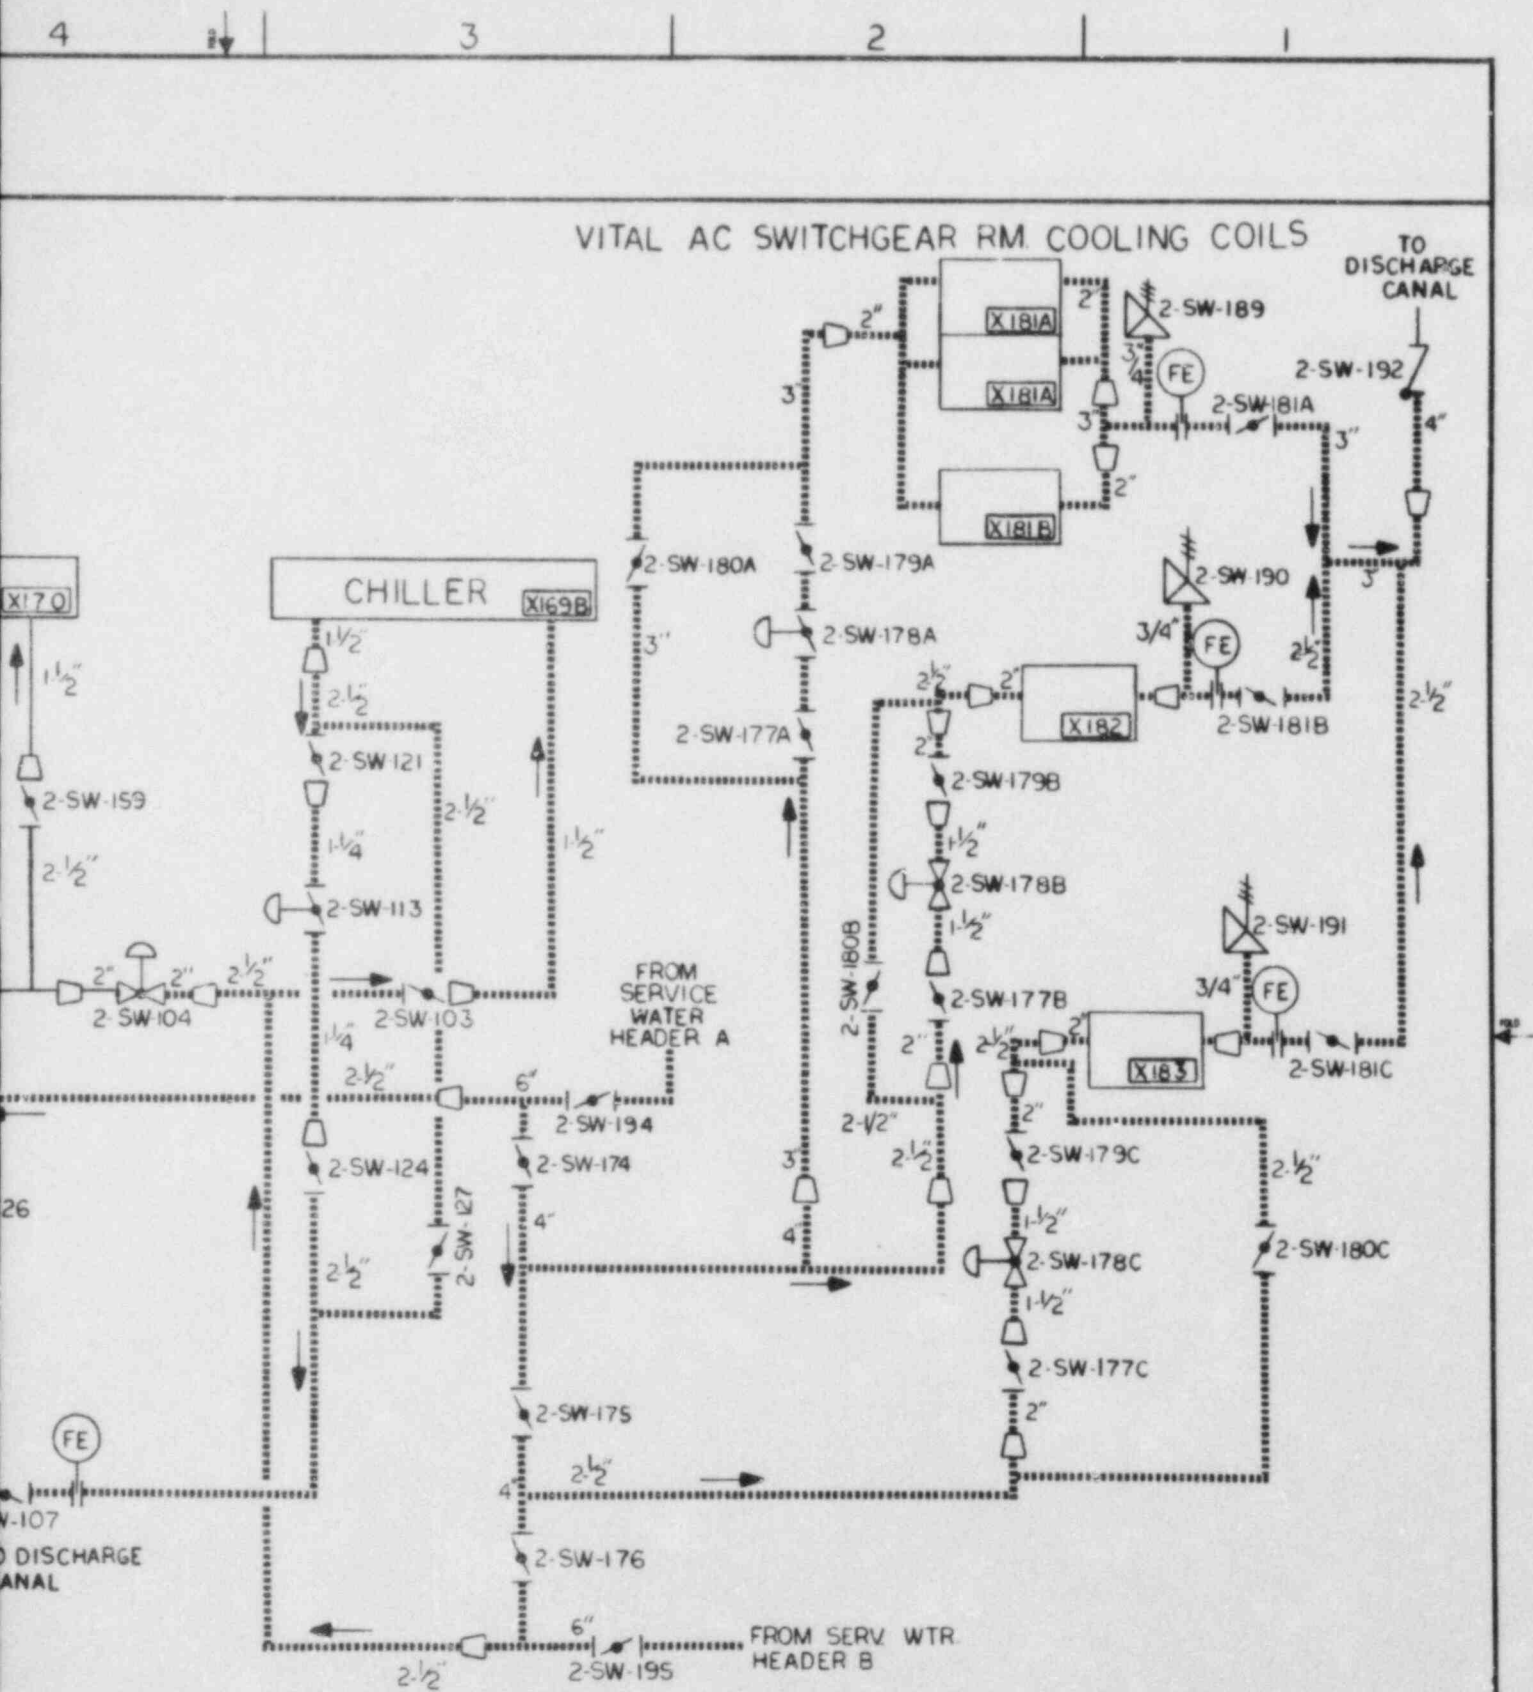 4
3
2
1
VITAL AC SWITCHGEAR RM. COOLING COILS
TO
DISCHARGE
CANAL
X181A
2"
2"
2-SW-189
3/4"
FE
2-SW-192
X181A
3"
3"
2-SW-181A
4"
3"
X181B
2"
2-SW-180A
2-SW-179A
2-SW-190
3"
X170
CHILLER
X169B
1-1/2"
2-SW-178A
3/4"
FE
3"
2-1/2"
1-1/2"
2-1/2"
2-1/2"
2"
2-1/2"
X182
2-SW-181B
2-SW-177A
2"
2-SW-121
2-SW-179B
2-SW-159
2-1/2"
1-1/4"
1-1/2"
1-1/2"
2-1/2"
2-SW-178B
2-SW-113
1-1/2"
2-SW-180B
2-SW-191
2"
2"
2-1/2"
FROM
SERVICE
WATER
HEADER A
3/4"
FE
2-SW-104
2-SW-103
2-SW-177B
1-1/4"
2"
2-1/2"
2"
X183
2-SW-181C
2-1/2"
6"
2-SW-194
2-1/2"
2"
2-SW-124
2-SW-174
3"
2-1/2"
2-SW-179C
2-1/2"
26
2-SW-127
4"
4"
1-1/2"
2-1/2"
2-SW-178C
2-SW-180C
1-1/2"
2-SW-177C
2-SW-175
2"
FE
2-1/2"
4"
W-107
O DISCHARGE
ANAL
2-SW-176
6"
FROM SERV. WTR.
HEADER B
2-1/2"
2-SW-195